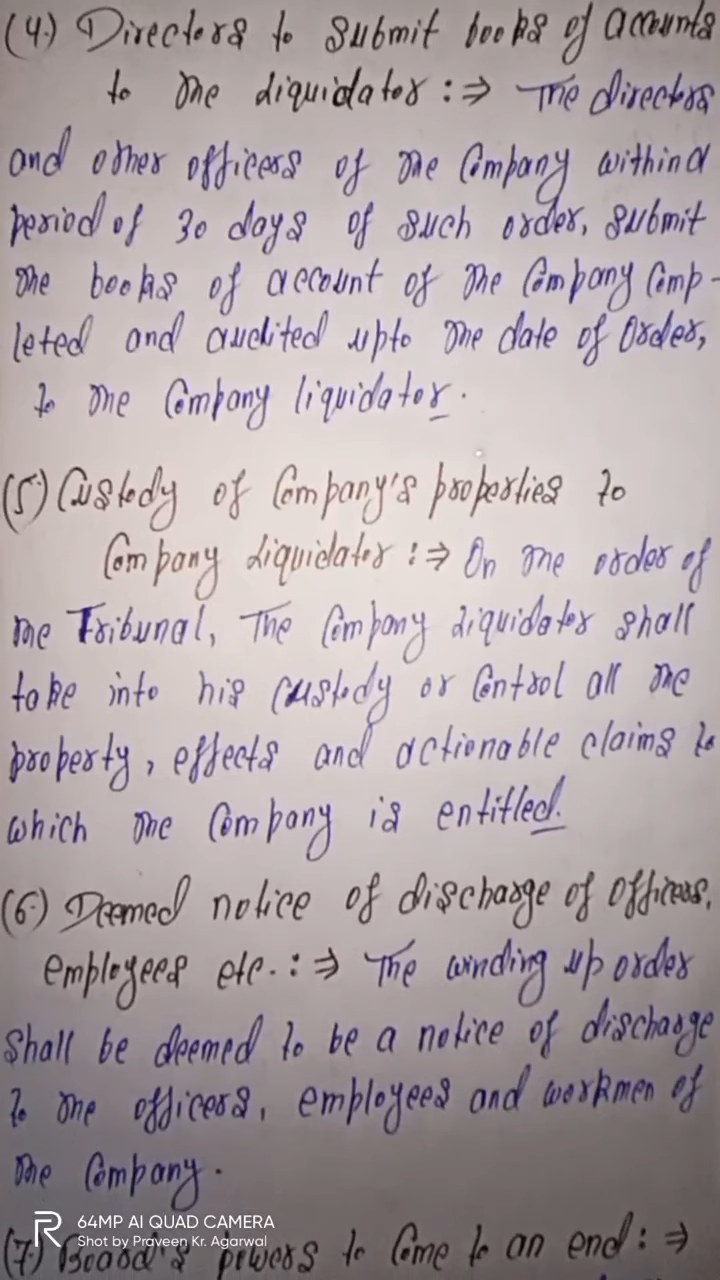 (4.) Directors to submit books of accounts
to the liquidator :⇒ The directors
and other officers of the Company within a
period of 30 days of such order, submit
the books of account of the Company Comp-
leted and audited upto the date of Order,
to the Company liquidator.
(5) Custody of Company's properties to
Company liquidator :⇒ On the order of
the Tribunal, The Company liquidator shall
take into his custody or Control all the
property, effects and actionable claims to
which the Company is entitled.
(6.) Deemed notice of discharge of officers,
employees etc. :⇒ The winding up order
shall be deemed to be a notice of discharge
to the officers, employees and workmen of
the Company.
(7.) Board's powers to Come to an end :⇒
64MP AI QUAD CAMERA
Shot by Praveen Kr. Agarwal